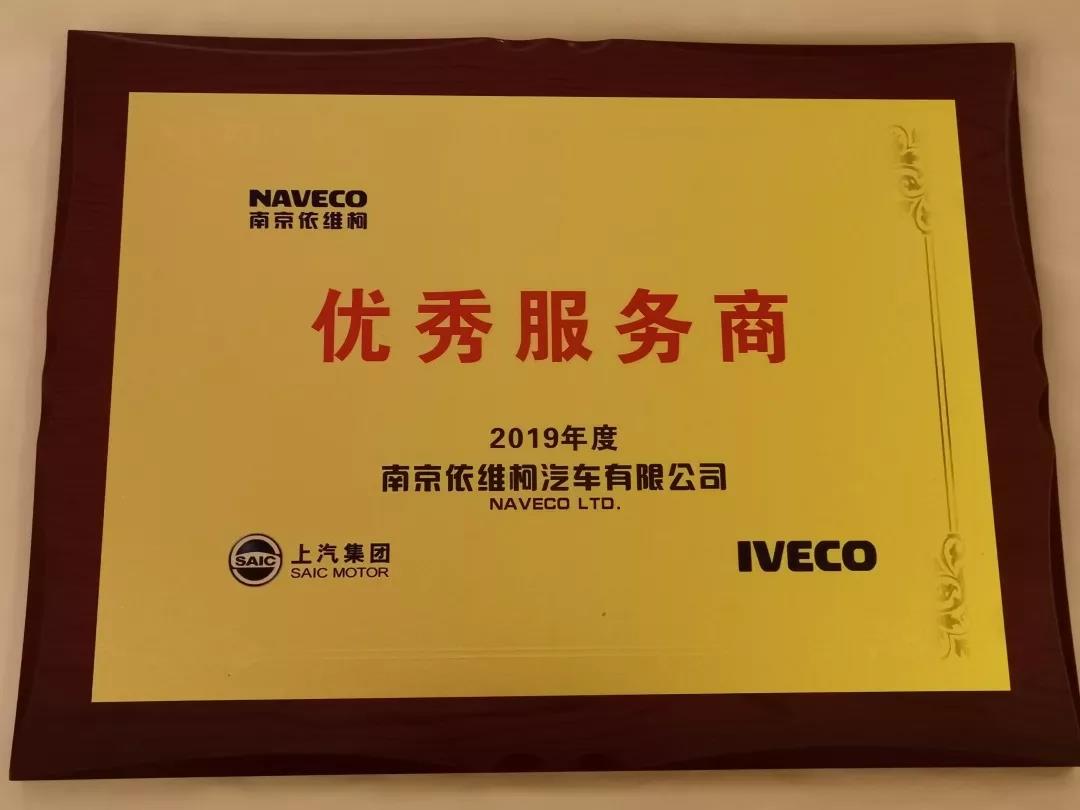 NAVECO
南京依维柯
优秀服务商
2019年度
南京依维柯汽车有限公司
NAVECO LTD.
SAIC 上汽集团
SAIC MOTOR
IVECO